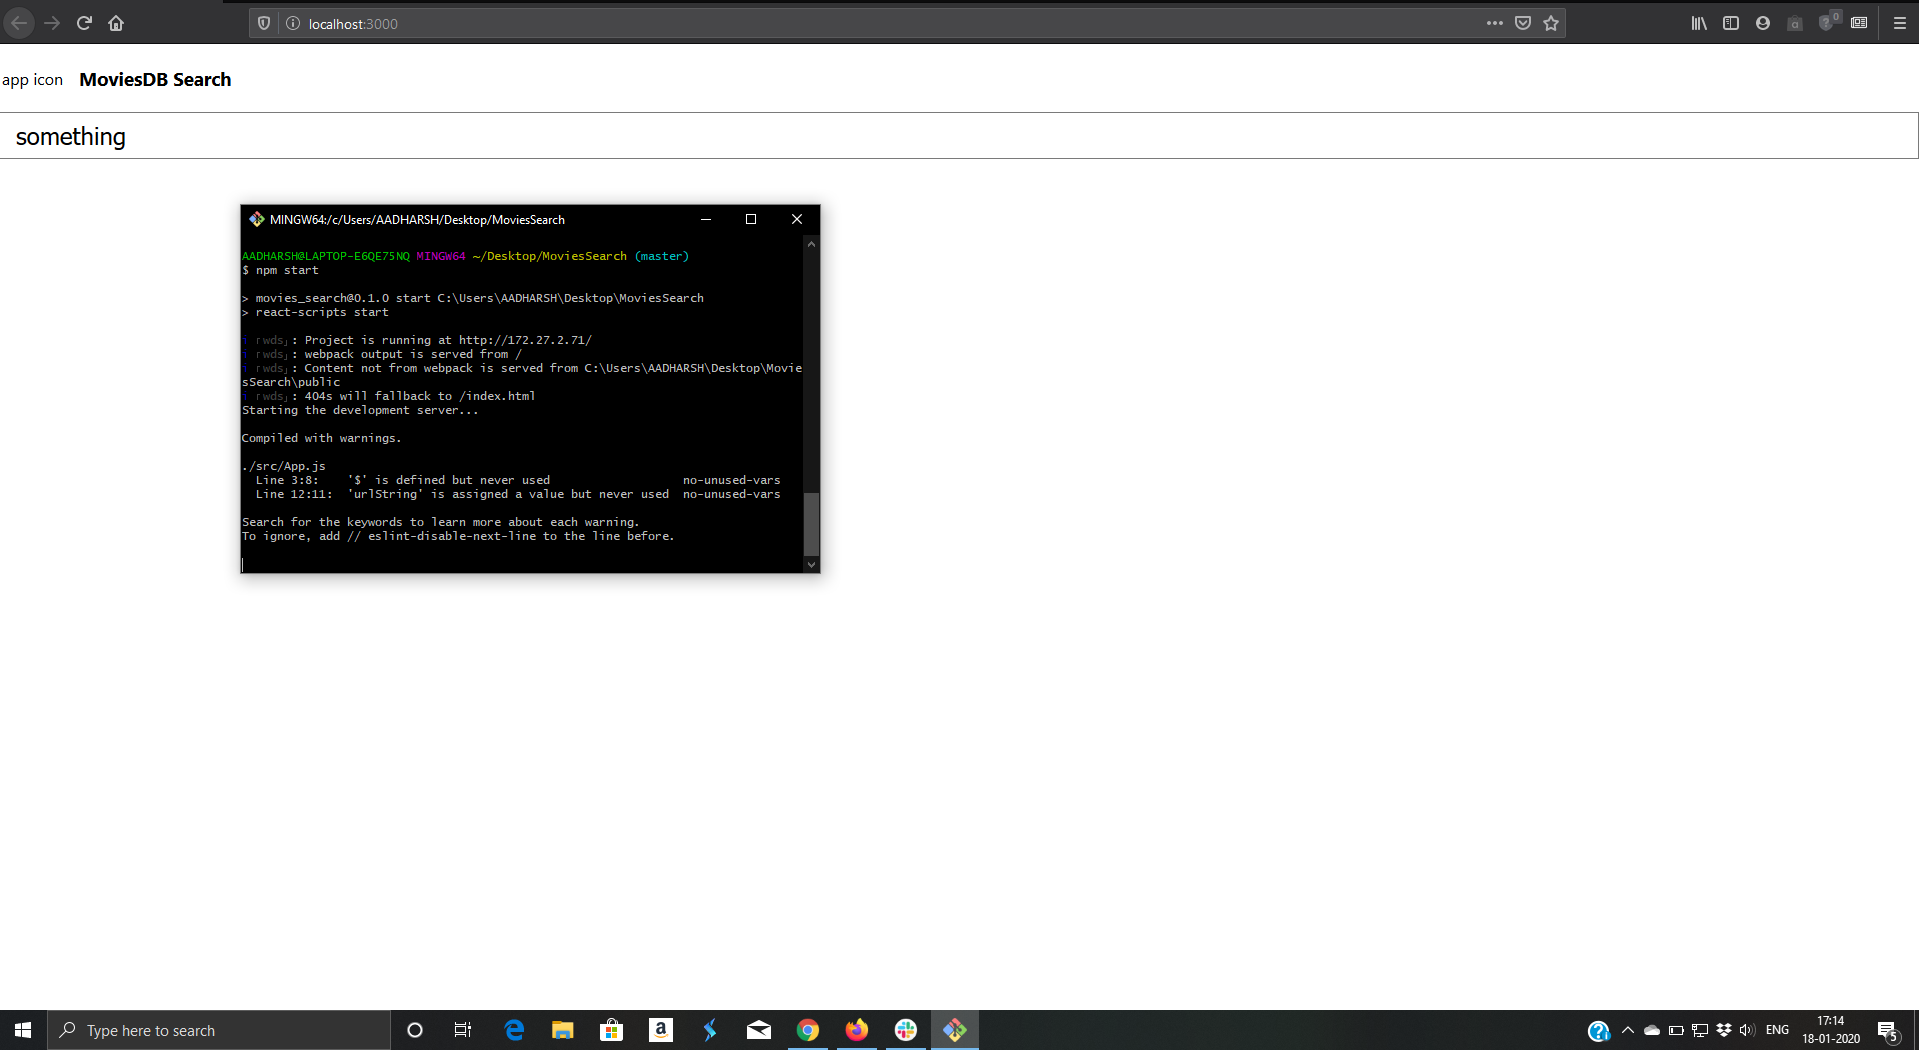 localhost:3000
0
app icon MoviesDB Search
something
MINGW64:/c/Users/AADHARSH/Desktop/MoviesSearch
AADHARSH@LAPTOP-E6QE75NQ MINGW64 ~/Desktop/MoviesSearch (master)
$ npm start
> movies_search@0.1.0 start C:\Users\AADHARSH\Desktop\MoviesSearch
> react-scripts start
i ｢wds｣: Project is running at http://172.27.2.71/
i ｢wds｣: webpack output is served from /
i ｢wds｣: Content not from webpack is served from C:\Users\AADHARSH\Desktop\Movie
sSearch\public
i ｢wds｣: 404s will fallback to /index.html
Starting the development server...
Compiled with warnings.
./src/App.js
Line 3:8: '$' is defined but never used no-unused-vars
Line 12:11: 'urlString' is assigned a value but never used no-unused-vars
Search for the keywords to learn more about each warning.
To ignore, add // eslint-disable-next-line to the line before.
Type here to search
ENG
17:14
18-01-2020
5